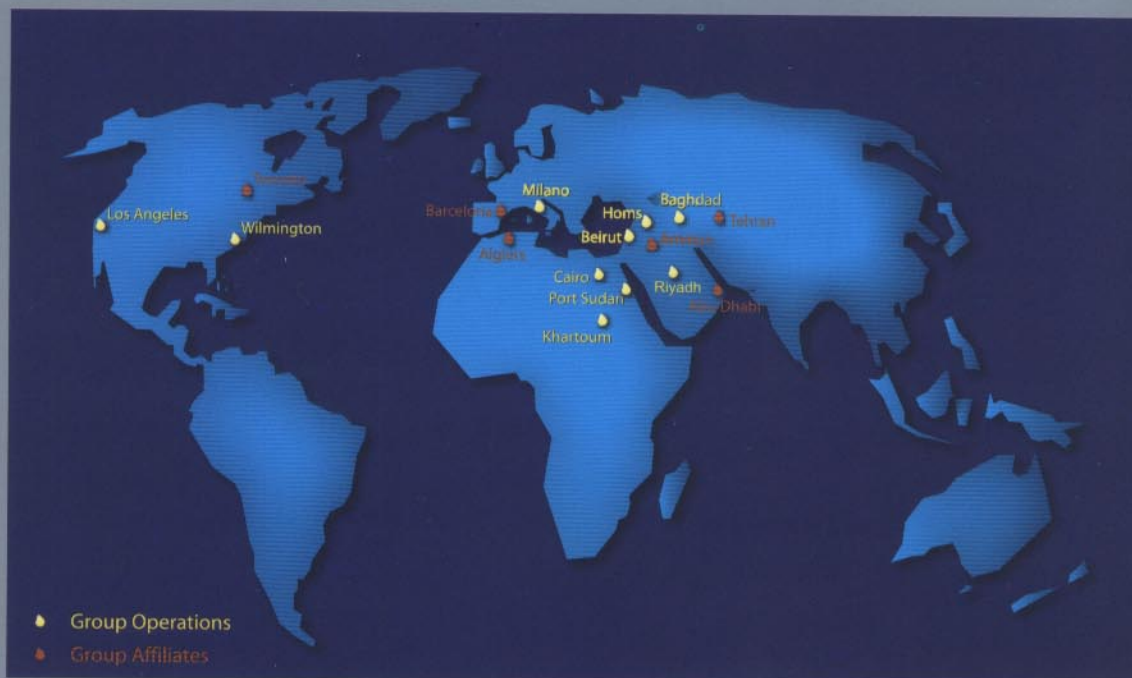 Milano
Baghdad
Los Angeles
Barcelona
Homs
Tehran
Wilmington
Beirut
Algiers
Cairo
Riyadh
Port Sudan
Abu Dhabi
Khartoum
Group Operations
Group Affiliates